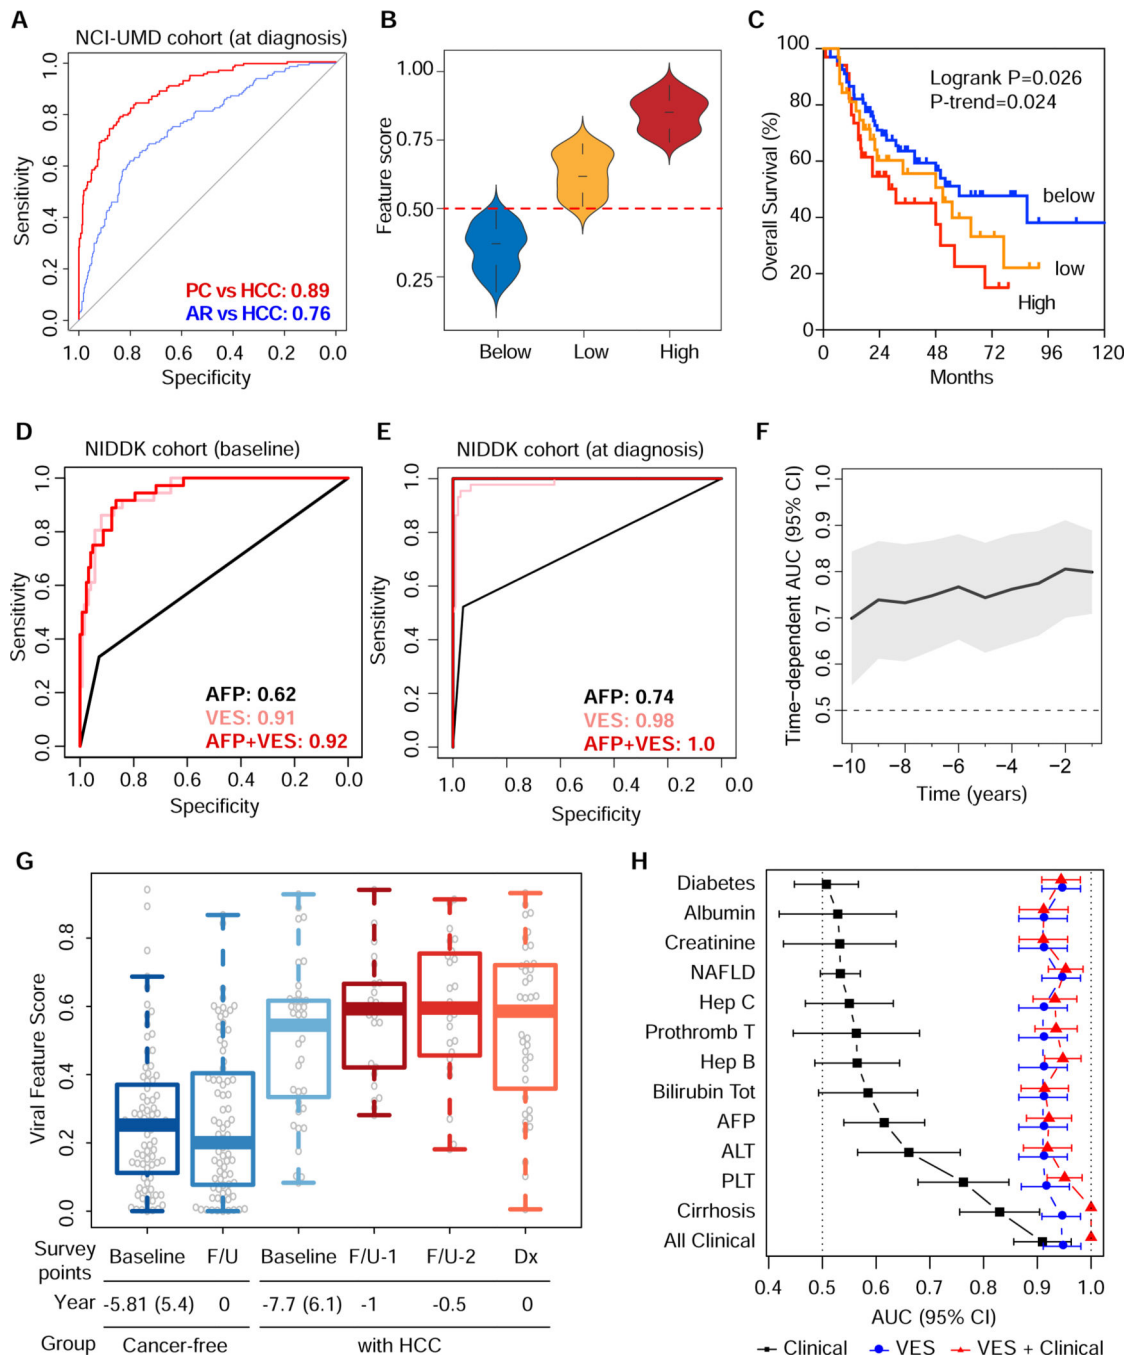 A
NCI-UMD cohort (at diagnosis)
Sensitivity
1.0
0.8
0.6
0.4
0.2
0.0
PC vs HCC: 0.89
AR vs HCC: 0.76
1.0 0.8 0.6 0.4 0.2 0.0
Specificity
B
Feature score
1.00
0.75
0.50
0.25
Below Low High
C
Overall Survival (%)
100
80
60
40
20
0
Logrank P=0.026
P-trend=0.024
below
low
High
0 24 48 72 96 120
Months
D
NIDDK cohort (baseline)
Sensitivity
1.0
0.8
0.6
0.4
0.2
0.0
AFP: 0.62
VES: 0.91
AFP+VES: 0.92
1.0 0.8 0.6 0.4 0.2 0.0
Specificity
E
NIDDK cohort (at diagnosis)
Sensitivity
1.0
0.8
0.6
0.4
0.2
0.0
AFP: 0.74
VES: 0.98
AFP+VES: 1.0
1.0 0.8 0.6 0.4 0.2 0.0
Specificity
F
Time-dependent AUC (95% CI)
1.0
0.9
0.8
0.7
0.6
0.5
−10 −8 −6 −4 −2
Time (years)
G
Viral Feature Score
0.8
0.6
0.4
0.2
0.0
Survey points Baseline F/U Baseline F/U-1 F/U-2 Dx
Year -5.81 (5.4) 0 -7.7 (6.1) -1 -0.5 0
Group Cancer-free with HCC
H
Diabetes
Albumin
Creatinine
NAFLD
Hep C
Prothromb T
Hep B
Bilirubin Tot
AFP
ALT
PLT
Cirrhosis
All Clinical
0.4 0.5 0.6 0.7 0.8 0.9 1.0
AUC (95% CI)
Clinical VES VES + Clinical